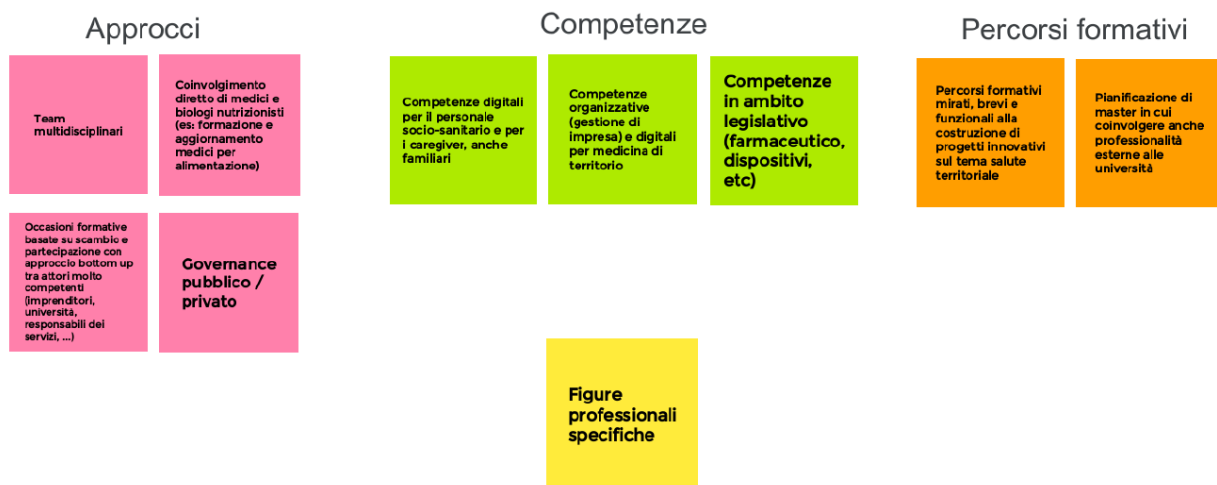 Approcci
Team
multidisciplinari
Coinvolgimento
diretto di medici e
biologi nutrizionisti
(es: formazione e
aggiornamento
medici per
alimentazione)
Occasioni formative
basate su scambio e
partecipazione con
approccio bottom up
tra attori molto
competenti
(imprenditori,
università,
responsabili dei
servizi, ...)
Governance
pubblico /
privato
Competenze
Competenze digitali
per il personale
socio-sanitario e per
i caregiver, anche
familiari
Competenze
organizzative
(gestione di
impresa) e digitali
per medicina di
territorio
Competenze
in ambito
legislativo
(farmaceutico,
dispositivi,
etc)
Figure
professionali
specifiche
Percorsi formativi
Percorsi formativi
mirati, brevi e
funzionali alla
costruzione di
progetti innovativi
sul tema salute
territoriale
Pianificazione di
master in cui
coinvolgere anche
professionalità
esterne alle
università